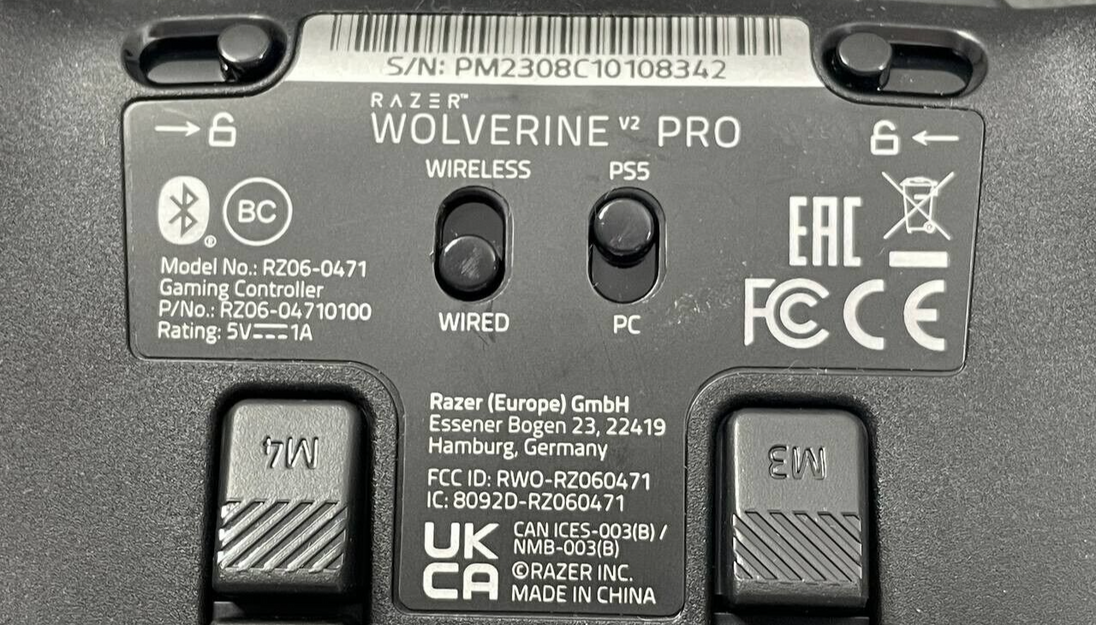 S/N: PM2308C10108342
RAZER™
WOLVERINE V2 PRO
WIRELESS
PS5
BC
EAC
Model No.: RZ06-0471
Gaming Controller
P/No.: RZ06-04710100
Rating: 5V⎓1A
WIRED
PC
FC CE
Razer (Europe) GmbH
Essener Bogen 23, 22419
Hamburg, Germany
FCC ID: RWO-RZ060471
IC: 8092D-RZ060471
UK
CA
CAN ICES-003(B) /
NMB-003(B)
©RAZER INC.
MADE IN CHINA
M4
M3